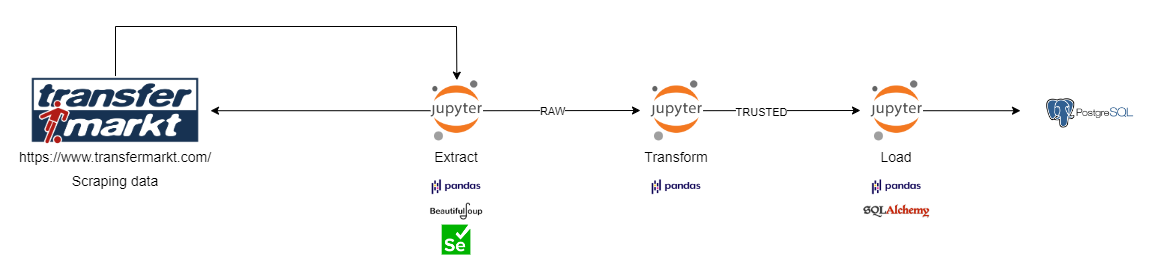 transfer
markt
https://www.transfermarkt.com/
Scraping data
jupyter
Extract
pandas
BeautifulSoup
Se
RAW
jupyter
Transform
pandas
TRUSTED
jupyter
Load
pandas
SQLAlchemy
PostgreSQL